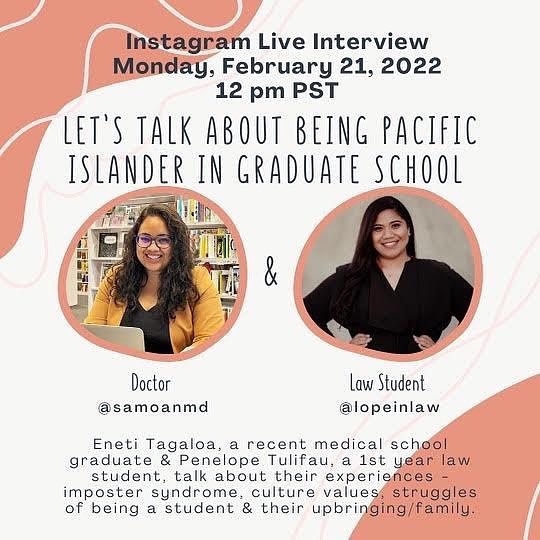 Instagram Live Interview
Monday, February 21, 2022
12 pm PST
LET'S TALK ABOUT BEING PACIFIC
ISLANDER IN GRADUATE SCHOOL
&
Doctor
@samoanmd
Law Student
@lopeinlaw
Eneti Tagaloa, a recent medical school
graduate & Penelope Tulifau, a 1st year law
student, talk about their experiences -
imposter syndrome, culture values, struggles
of being a student & their upbringing/family.